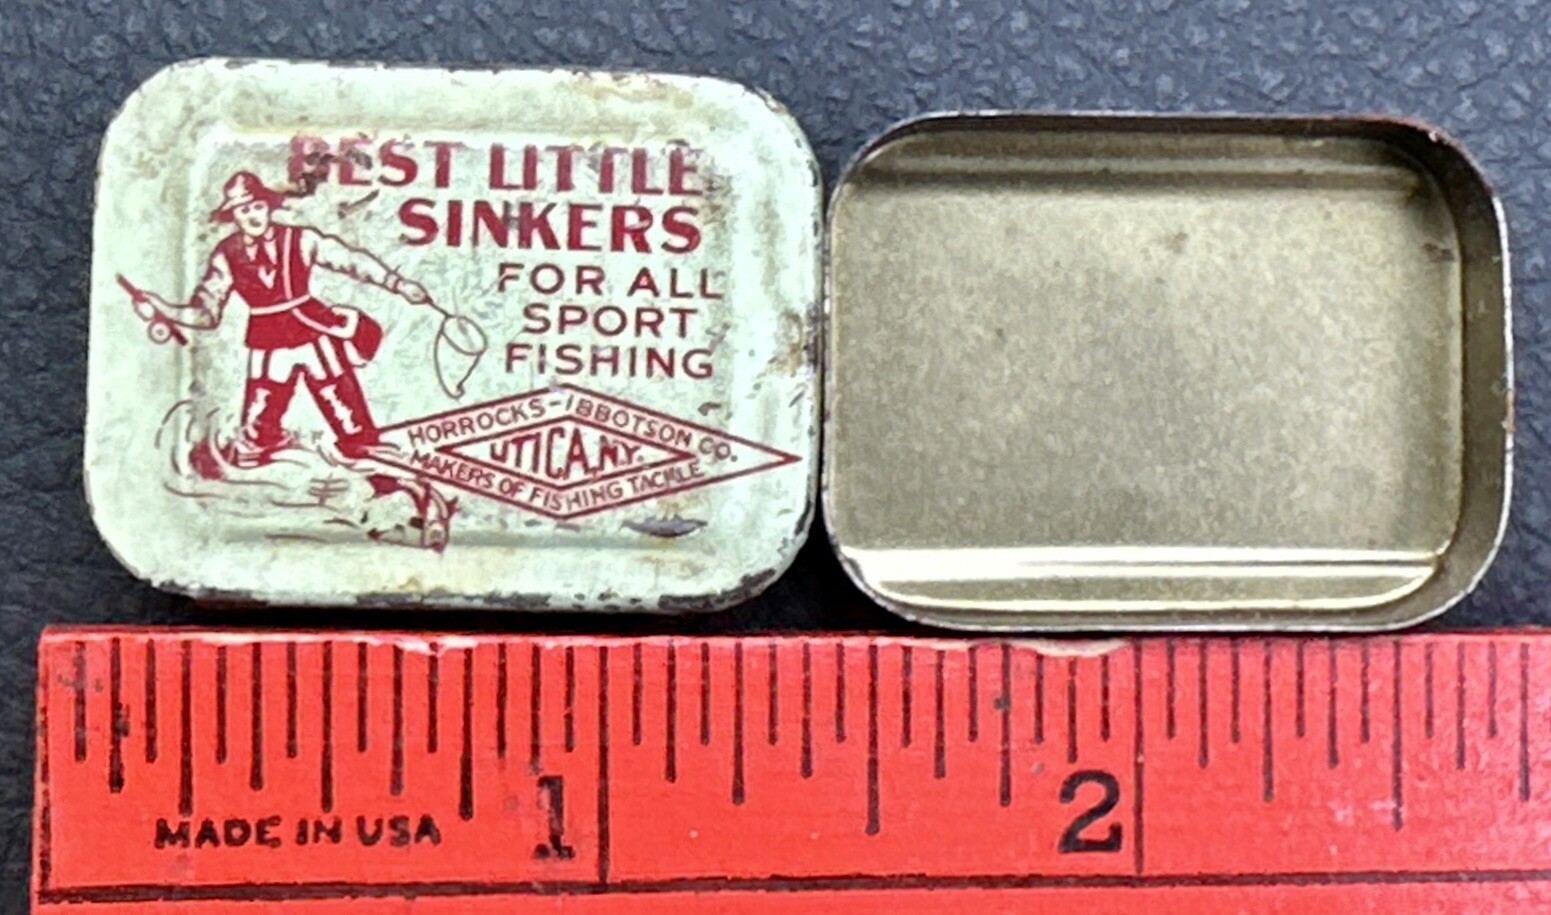 BEST LITTLE
SINKERS
FOR ALL
SPORT
FISHING
HORROCKS-IBBOTSON CO.
UTICA, N.Y.
MAKERS OF FISHING TACKLE
MADE IN USA
1
2